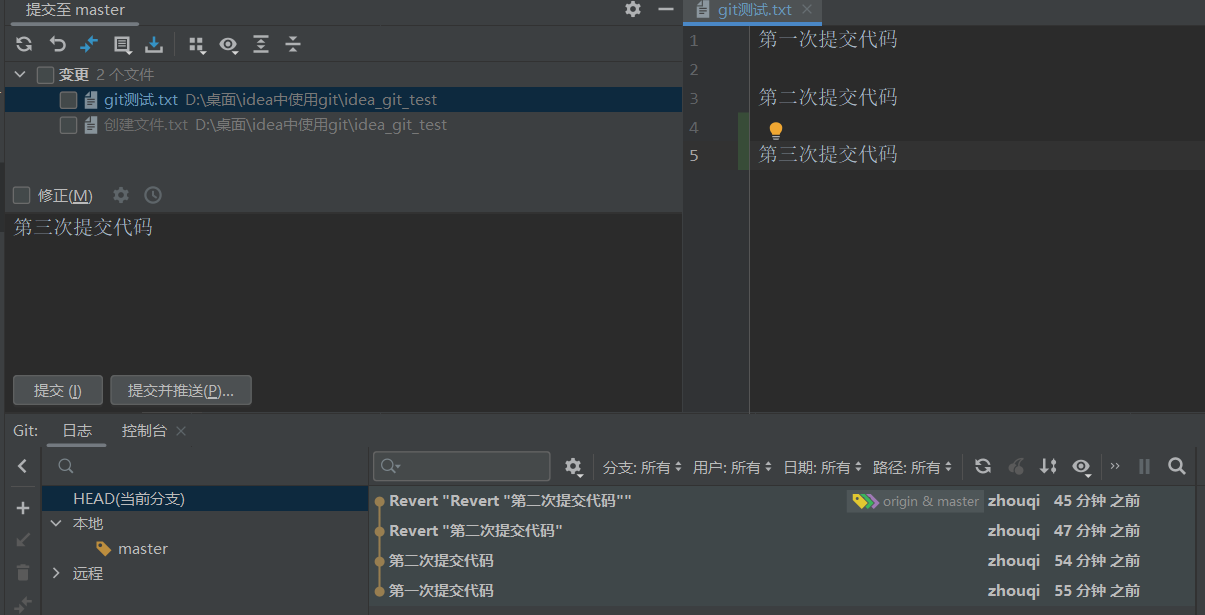 提交至 master
git测试.txt
变更 2 个文件
git测试.txt D:\桌面\idea中使用git\idea_git_test
创建文件.txt D:\桌面\idea中使用git\idea_git_test
修正(M)
第三次提交代码
提交 (I)
提交并推送(P)...
1 第一次提交代码
2
3 第二次提交代码
4
5 第三次提交代码
Git: 日志 控制台
HEAD(当前分支)
本地
master
远程
分支: 所有 用户: 所有 日期: 所有 路径: 所有
Revert "Revert "第二次提交代码"" origin & master zhouqi 45 分钟 之前
Revert "第二次提交代码" zhouqi 47 分钟 之前
第二次提交代码 zhouqi 54 分钟 之前
第一次提交代码 zhouqi 55 分钟 之前